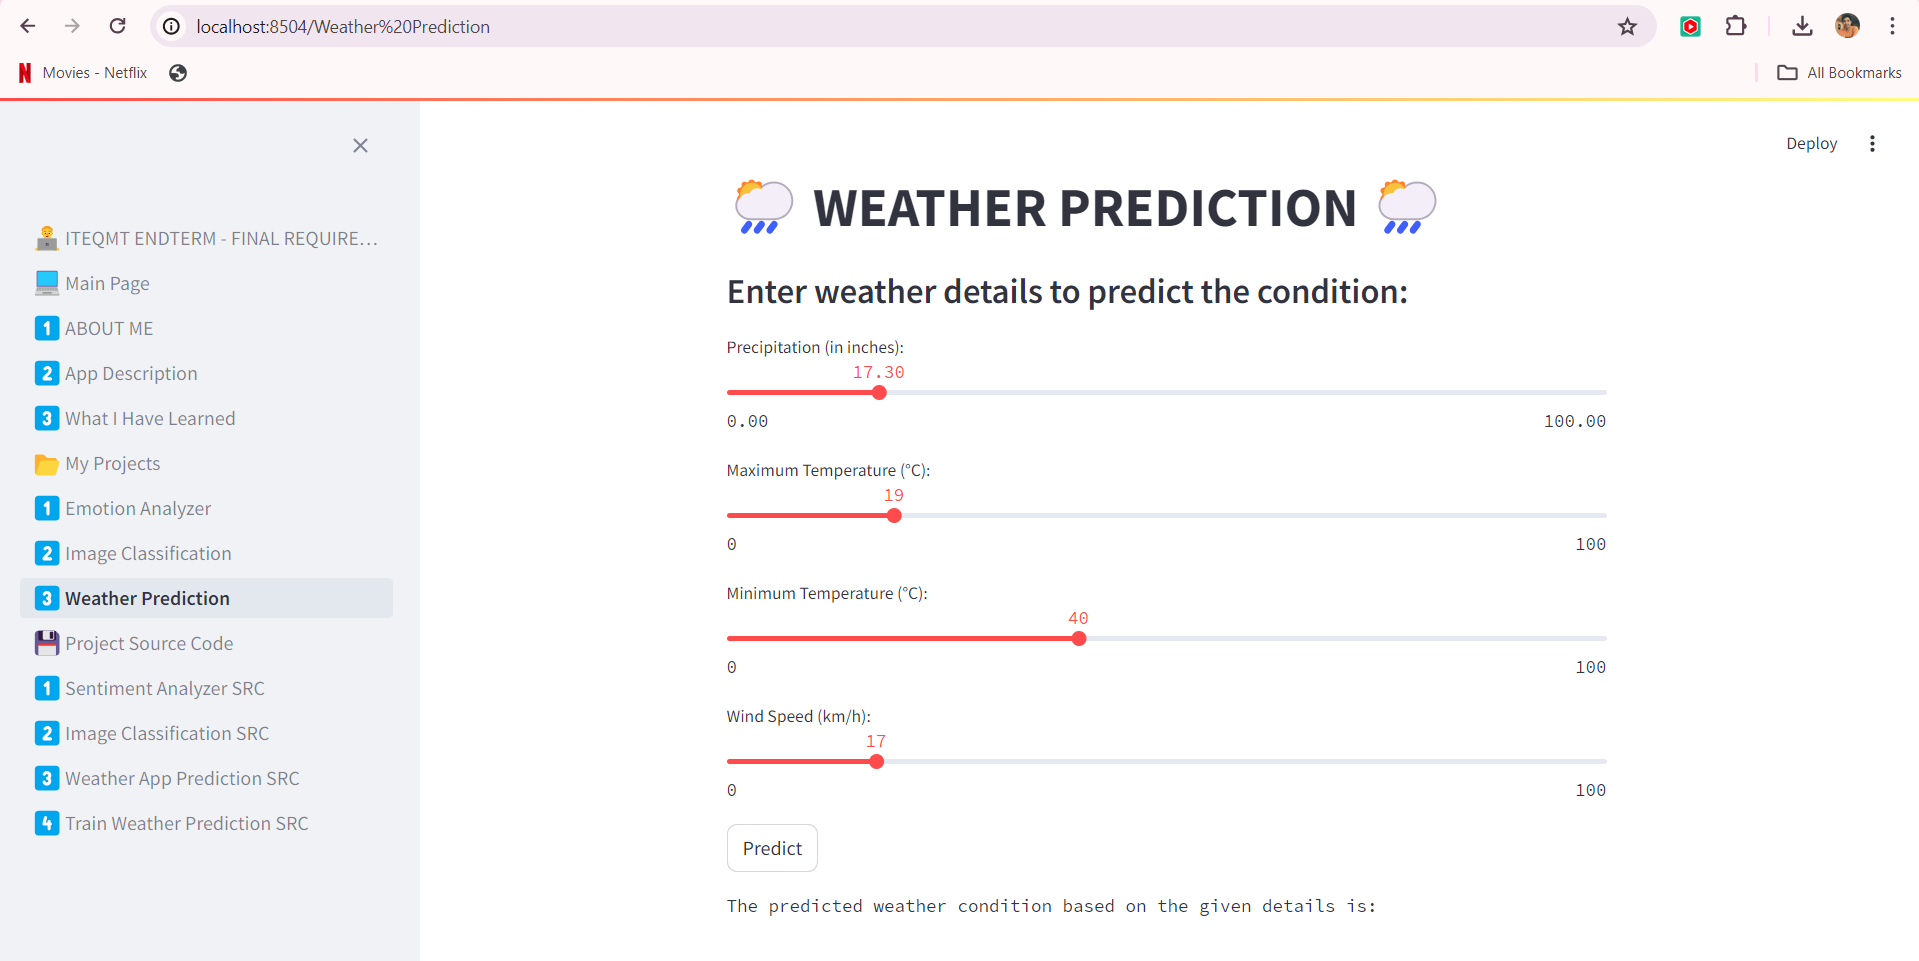 localhost:8504/Weather%20Prediction
Movies - Netflix
All Bookmarks
Deploy
ITEQMT ENDTERM - FINAL REQUIRE...
Main Page
1 ABOUT ME
2 App Description
3 What I Have Learned
My Projects
1 Emotion Analyzer
2 Image Classification
3 Weather Prediction
Project Source Code
1 Sentiment Analyzer SRC
2 Image Classification SRC
3 Weather App Prediction SRC
4 Train Weather Prediction SRC
WEATHER PREDICTION
Enter weather details to predict the condition:
Precipitation (in inches):
17.30
0.00 100.00
Maximum Temperature (°C):
19
0 100
Minimum Temperature (°C):
40
0 100
Wind Speed (km/h):
17
0 100
Predict
The predicted weather condition based on the given details is: